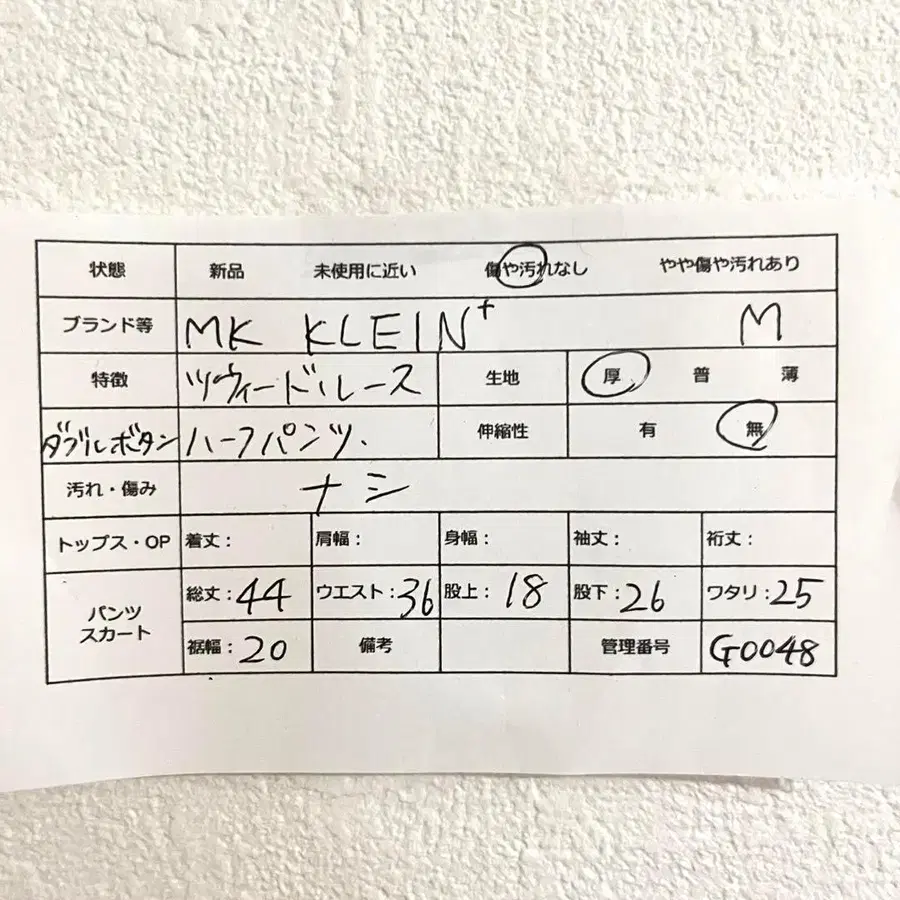 状態 新品 未使用に近い 傷や汚れなし やや傷や汚れあり
ブランド等 MK KLEIN+ M
特徴 ツウィードルース 生地 厚 普 薄
ダブルボタン ハーフパンツ、 伸縮性 有 無
汚れ・傷み ナシ
トップス・OP 着丈： 肩幅： 身幅： 袖丈： 裄丈：
パンツ スカート 総丈：44 ウエスト：36 股上：18 股下：26 ワタリ：25
裾幅：20 備考 管理番号 G0048